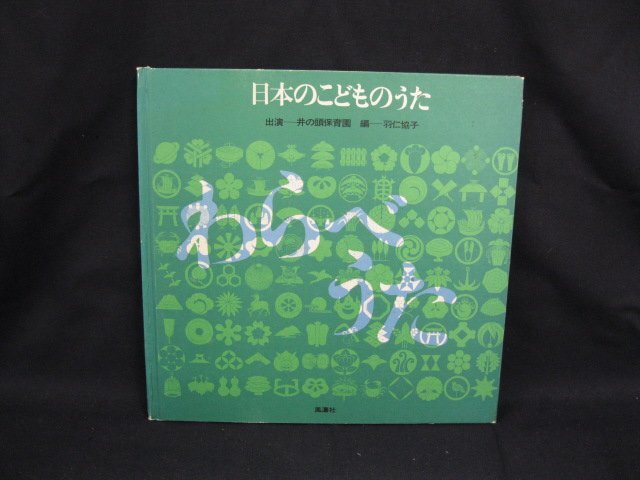 日本のこどものうた
出演──井の頭保育園　編──羽仁協子
わらべ
うた
風濤社